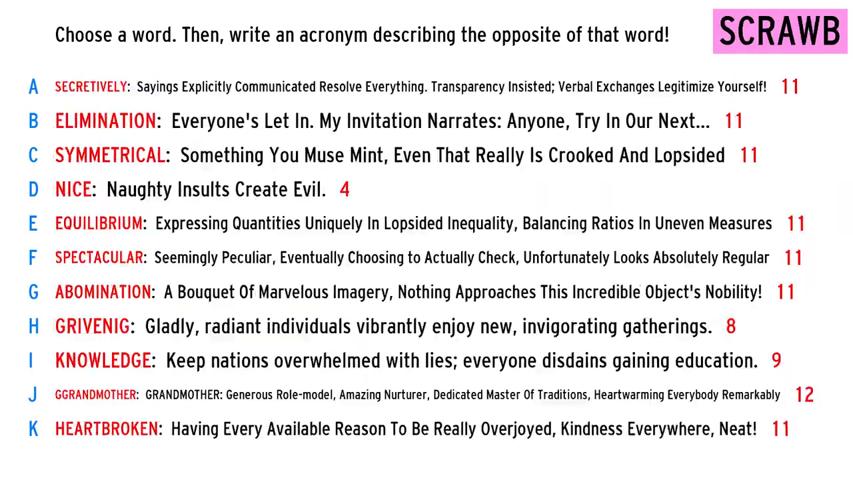 Choose a word. Then, write an acronym describing the opposite of that word!
SCRAWB
A SECRETIVELY: Sayings Explicitly Communicated Resolve Everything. Transparency Insisted; Verbal Exchanges Legitimize Yourself! 11
B ELIMINATION: Everyone's Let In. My Invitation Narrates: Anyone, Try In Our Next... 11
C SYMMETRICAL: Something You Muse Mint, Even That Really Is Crooked And Lopsided 11
D NICE: Naughty Insults Create Evil. 4
E EQUILIBRIUM: Expressing Quantities Uniquely In Lopsided Inequality, Balancing Ratios In Uneven Measures 11
F SPECTACULAR: Seemingly Peculiar, Eventually Choosing to Actually Check, Unfortunately Looks Absolutely Regular 11
G ABOMINATION: A Bouquet Of Marvelous Imagery, Nothing Approaches This Incredible Object's Nobility! 11
H GRIVENIG: Gladly, radiant individuals vibrantly enjoy new, invigorating gatherings. 8
I KNOWLEDGE: Keep nations overwhelmed with lies; everyone disdains gaining education. 9
J GGRANDMOTHER: GRANDMOTHER: Generous Role-model, Amazing Nurturer, Dedicated Master Of Traditions, Heartwarming Everybody Remarkably 12
K HEARTBROKEN: Having Every Available Reason To Be Really Overjoyed, Kindness Everywhere, Neat! 11